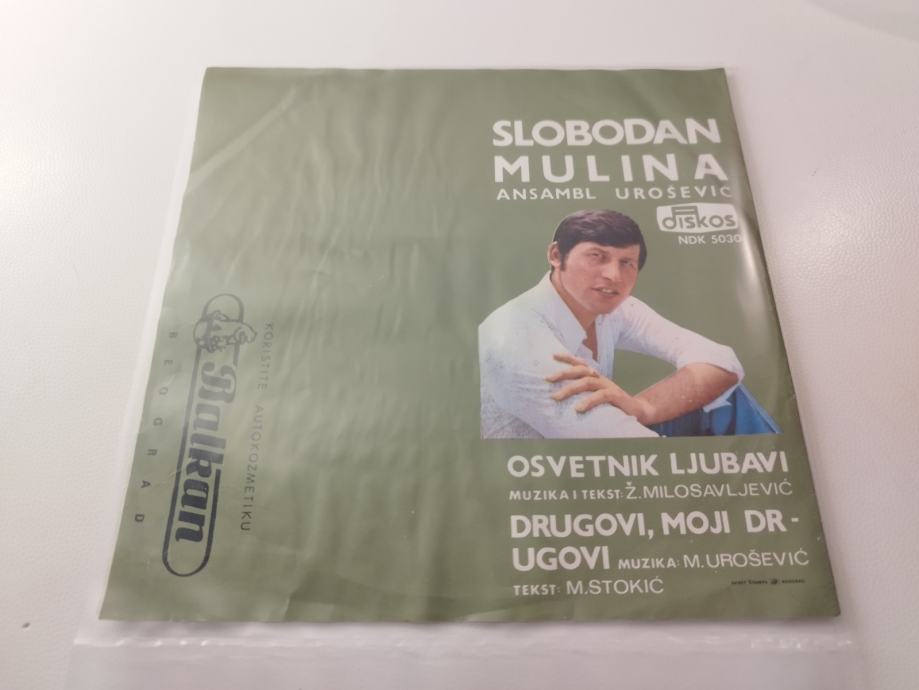 SLOBODAN
MULINA
ANSAMBL UROŠEVIĆ
DISKOS
NDK 5030
KORISTITE AUTOKOZMETIKU
Balkan
BEOGRAD
OSVETNIK LJUBAVI
MUZIKA I TEKST: Ž. MILOSAVLJEVIĆ
DRUGOVI, MOJI DR-
UGOVI MUZIKA: M. UROŠEVIĆ
TEKST: M. STOKIĆ